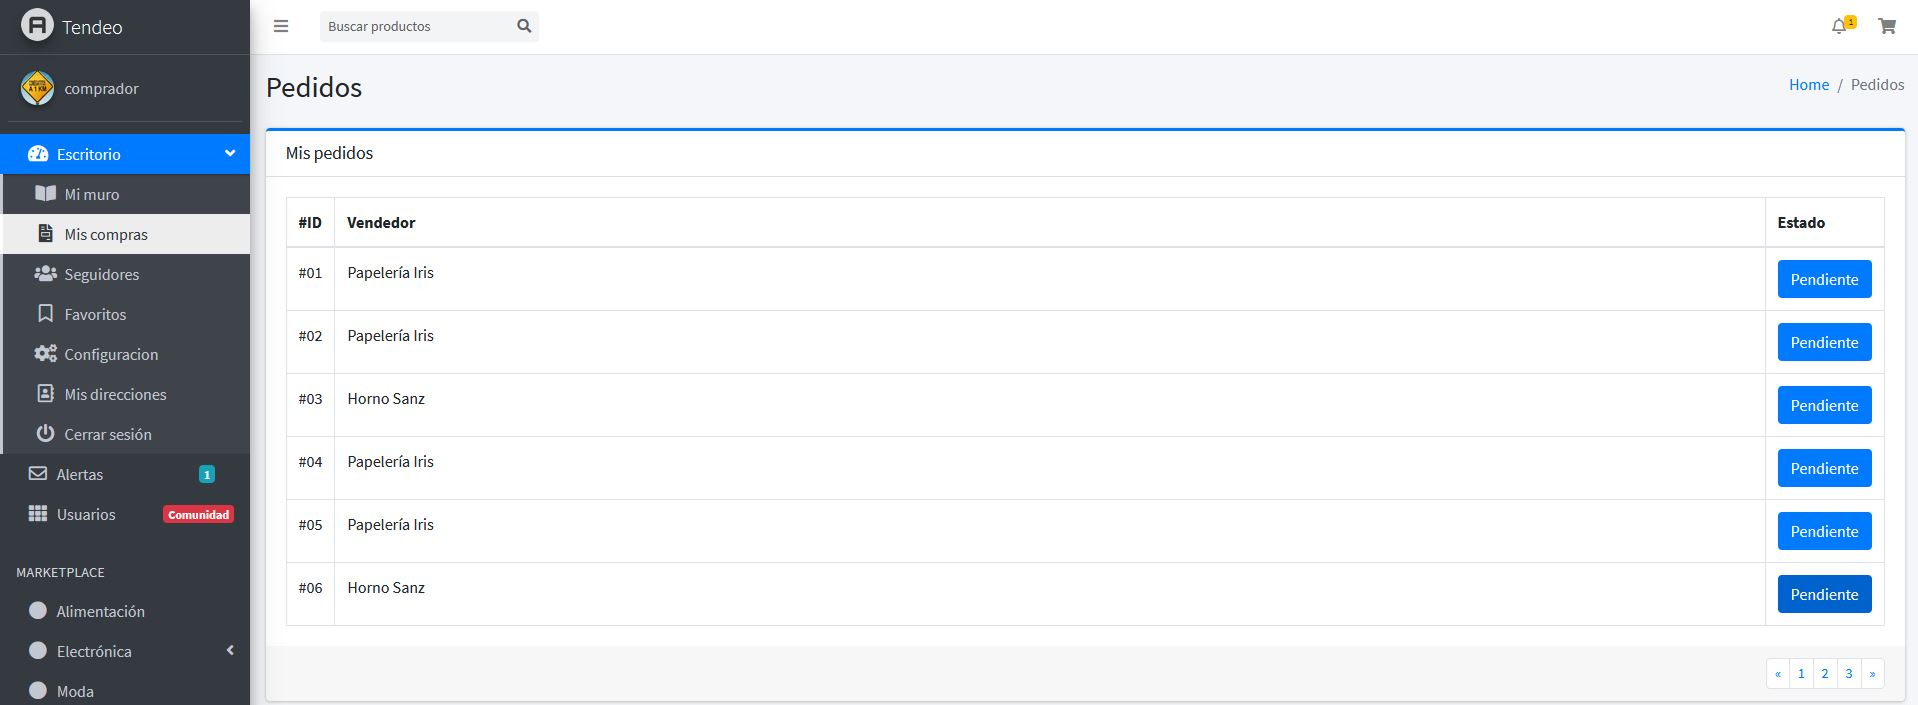 Tendeo
comprador
Escritorio
Mi muro
Mis compras
Seguidores
Favoritos
Configuracion
Mis direcciones
Cerrar sesión
Alertas 1
Usuarios Comunidad
MARKETPLACE
Alimentación
Electrónica
Moda
Buscar productos
1
Pedidos
Home / Pedidos
Mis pedidos
#ID Vendedor Estado
#01 Papelería Iris Pendiente
#02 Papelería Iris Pendiente
#03 Horno Sanz Pendiente
#04 Papelería Iris Pendiente
#05 Papelería Iris Pendiente
#06 Horno Sanz Pendiente
« 1 2 3 »